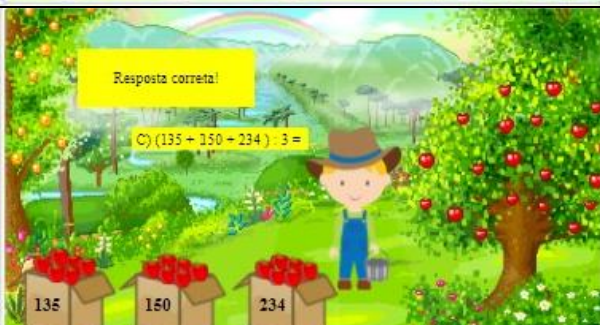 Resposta correta!
C) (135 + 150 + 234 ) : 3 =
135 150 234